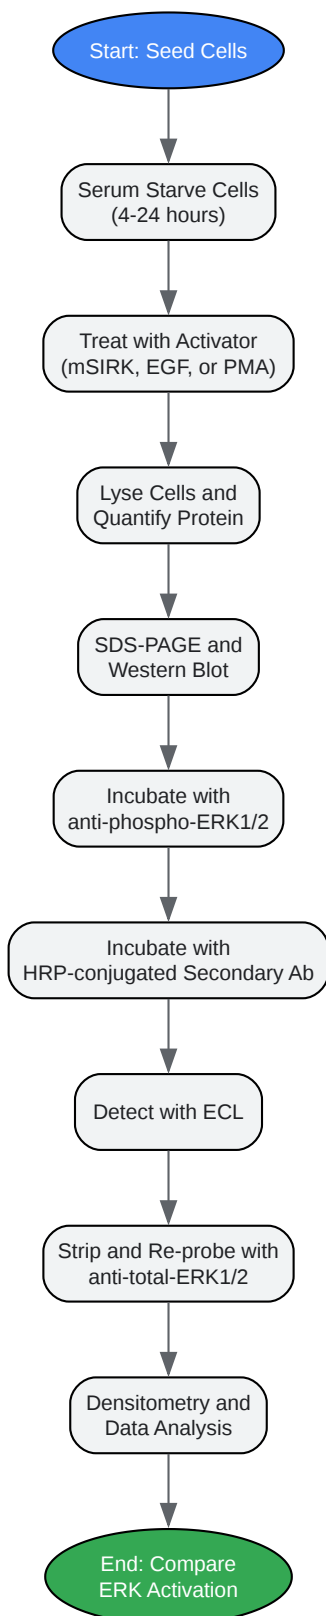 Start: Seed Cells
Serum Starve Cells
(4-24 hours)
Treat with Activator
(mSIRK, EGF, or PMA)
Lyse Cells and
Quantify Protein
SDS-PAGE and
Western Blot
Incubate with
anti-phospho-ERK1/2
Incubate with
HRP-conjugated Secondary Ab
Detect with ECL
Strip and Re-probe with
anti-total-ERK1/2
Densitometry and
Data Analysis
End: Compare
ERK Activation